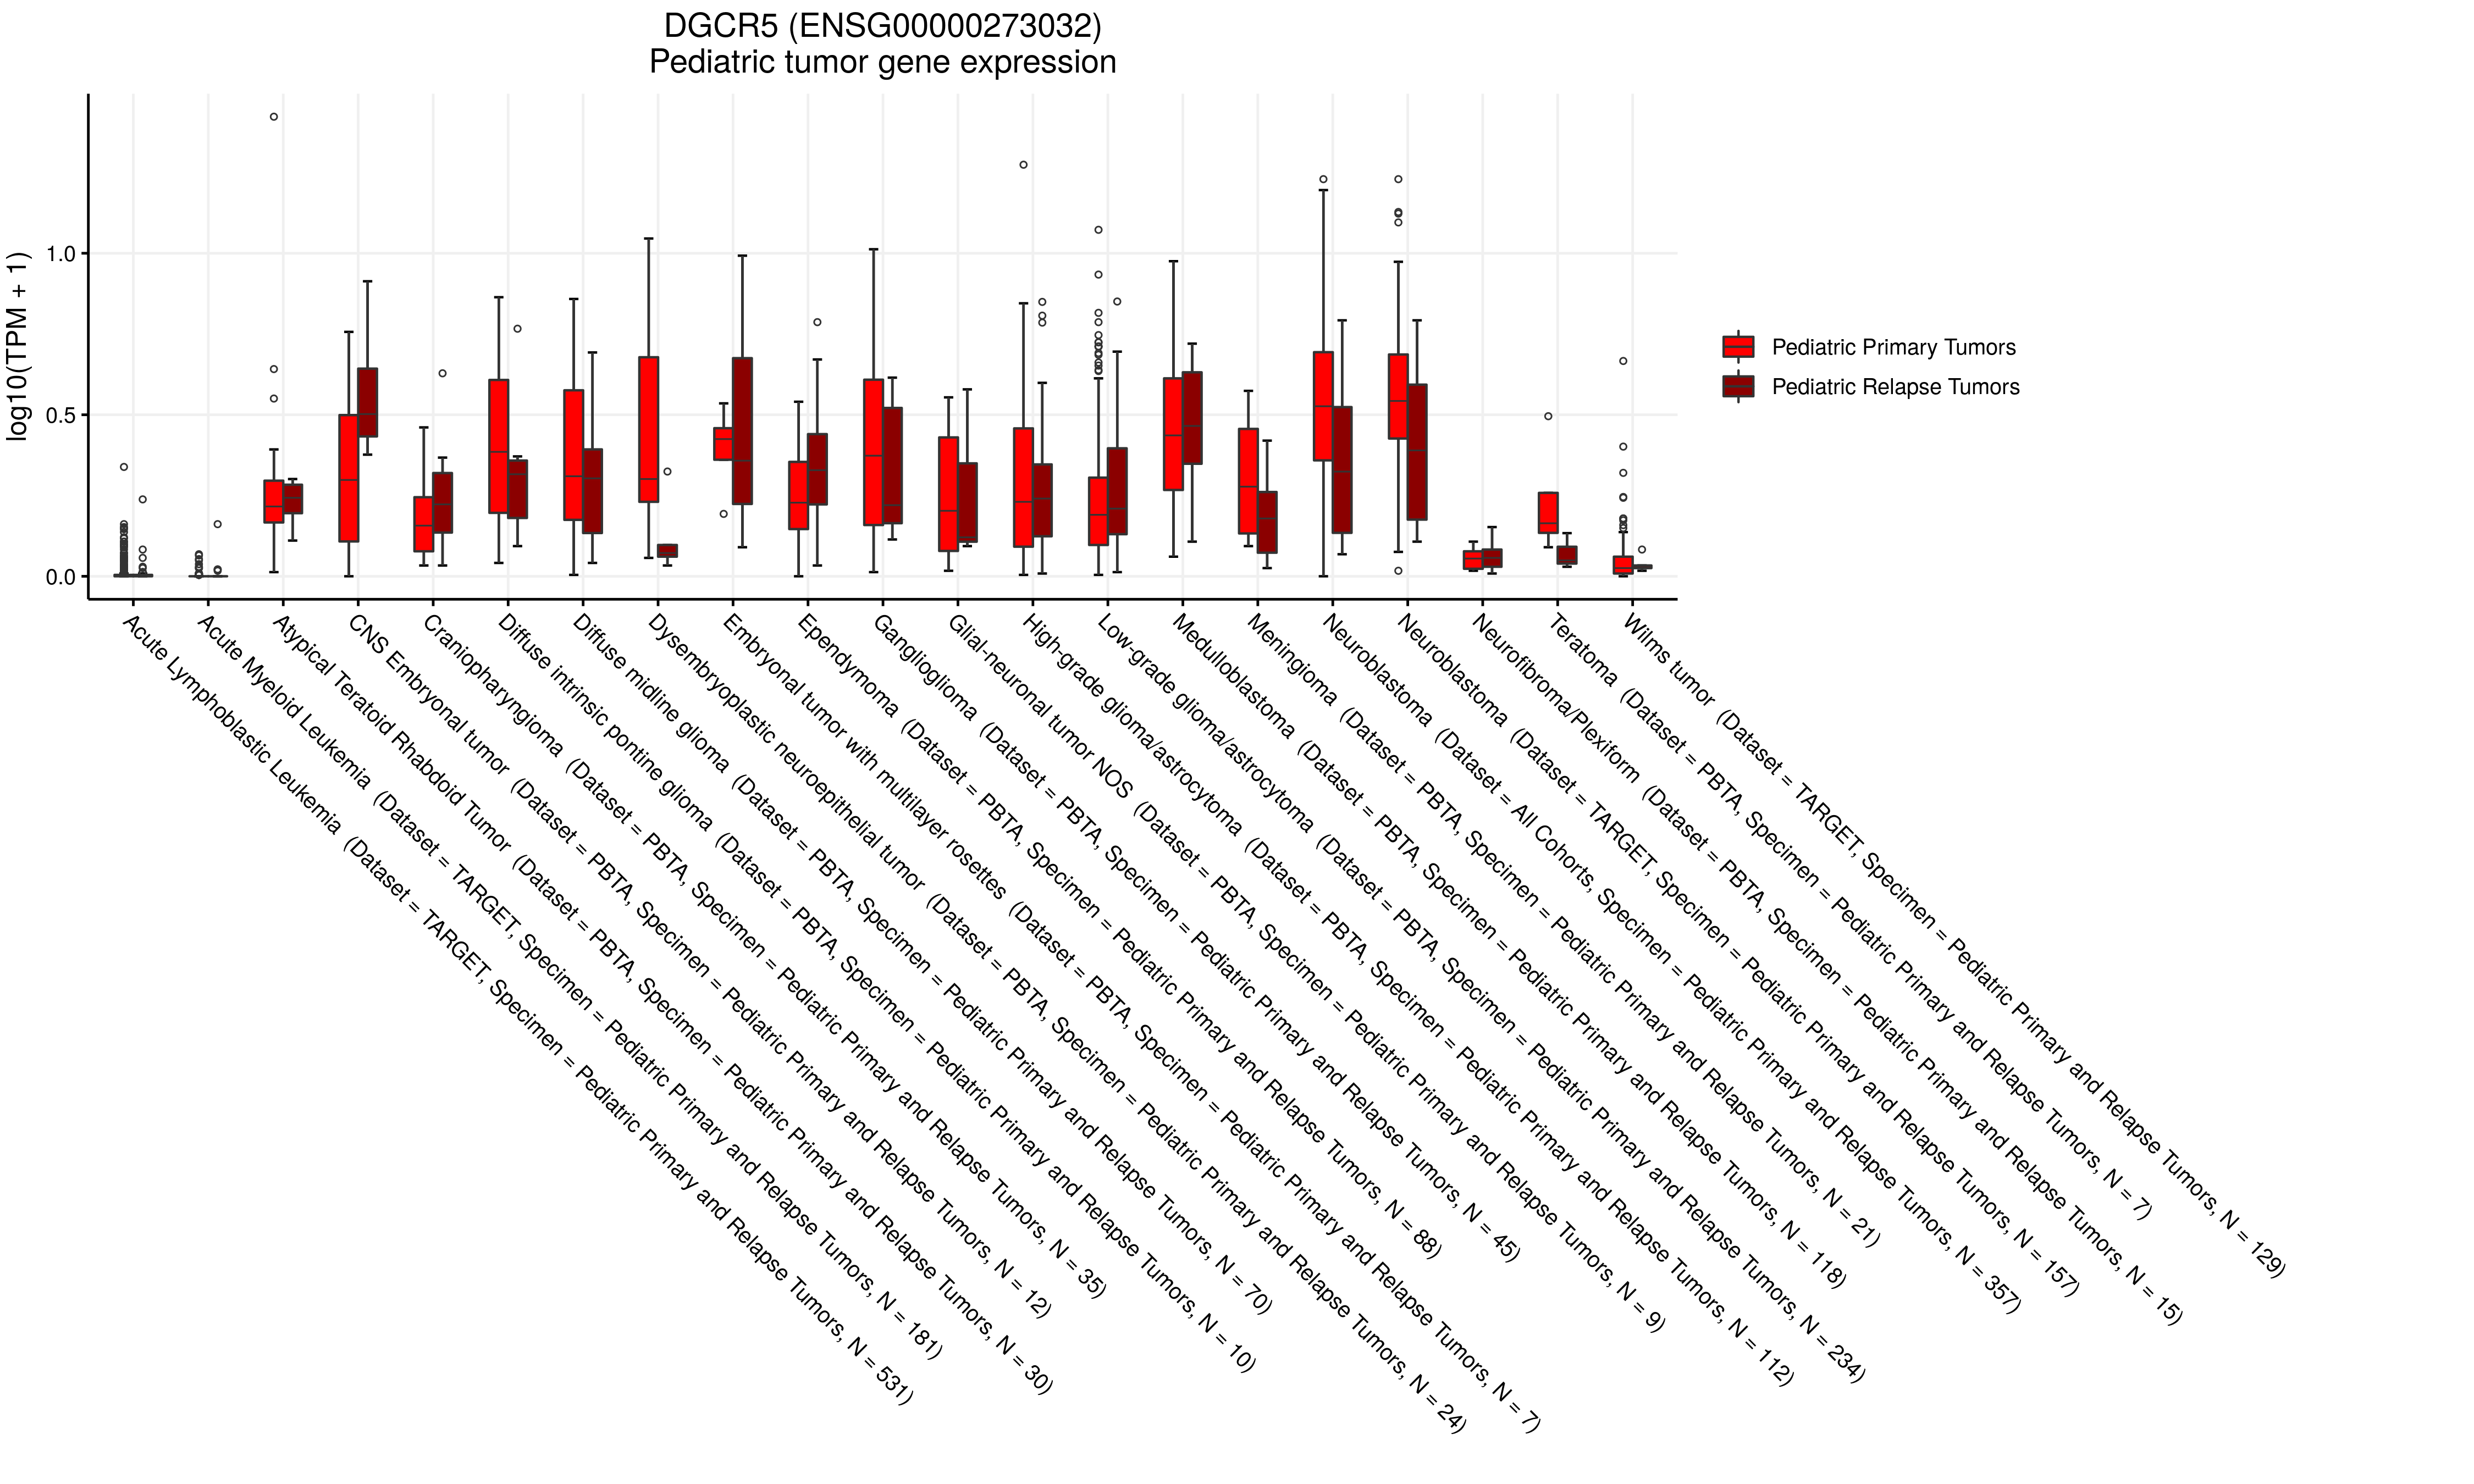 DGCR5 (ENSG00000273032)
Pediatric tumor gene expression
log10(TPM + 1)
1.0
0.5
0.0
Pediatric Primary Tumors
Pediatric Relapse Tumors
Acute Lymphoblastic Leukemia (Dataset = TARGET, Specimen = Pediatric Primary and Relapse Tumors, N = 531)
Acute Myeloid Leukemia (Dataset = TARGET, Specimen = Pediatric Primary and Relapse Tumors, N = 181)
Atypical Teratoid Rhabdoid Tumor (Dataset = PBTA, Specimen = Pediatric Primary and Relapse Tumors, N = 30)
CNS Embryonal tumor (Dataset = PBTA, Specimen = Pediatric Primary and Relapse Tumors, N = 12)
Craniopharyngioma (Dataset = PBTA, Specimen = Pediatric Primary and Relapse Tumors, N = 35)
Diffuse intrinsic pontine glioma (Dataset = PBTA, Specimen = Pediatric Primary and Relapse Tumors, N = 10)
Diffuse midline glioma (Dataset = PBTA, Specimen = Pediatric Primary and Relapse Tumors, N = 70)
Dysembryoplastic neuroepithelial tumor (Dataset = PBTA, Specimen = Pediatric Primary and Relapse Tumors, N = 24)
Embryonal tumor with multilayer rosettes (Dataset = PBTA, Specimen = Pediatric Primary and Relapse Tumors, N = 7)
Ependymoma (Dataset = PBTA, Specimen = Pediatric Primary and Relapse Tumors, N = 88)
Ganglioglioma (Dataset = PBTA, Specimen = Pediatric Primary and Relapse Tumors, N = 45)
Glial-neuronal tumor NOS (Dataset = PBTA, Specimen = Pediatric Primary and Relapse Tumors, N = 9)
High-grade glioma/astrocytoma (Dataset = PBTA, Specimen = Pediatric Primary and Relapse Tumors, N = 112)
Low-grade glioma/astrocytoma (Dataset = PBTA, Specimen = Pediatric Primary and Relapse Tumors, N = 234)
Medulloblastoma (Dataset = PBTA, Specimen = Pediatric Primary and Relapse Tumors, N = 118)
Meningioma (Dataset = PBTA, Specimen = Pediatric Primary and Relapse Tumors, N = 21)
Neuroblastoma (Dataset = All Cohorts, Specimen = Pediatric Primary and Relapse Tumors, N = 357)
Neuroblastoma (Dataset = TARGET, Specimen = Pediatric Primary and Relapse Tumors, N = 157)
Neurofibroma/Plexiform (Dataset = PBTA, Specimen = Pediatric Primary and Relapse Tumors, N = 15)
Teratoma (Dataset = PBTA, Specimen = Pediatric Primary and Relapse Tumors, N = 7)
Wilms tumor (Dataset = TARGET, Specimen = Pediatric Primary and Relapse Tumors, N = 129)